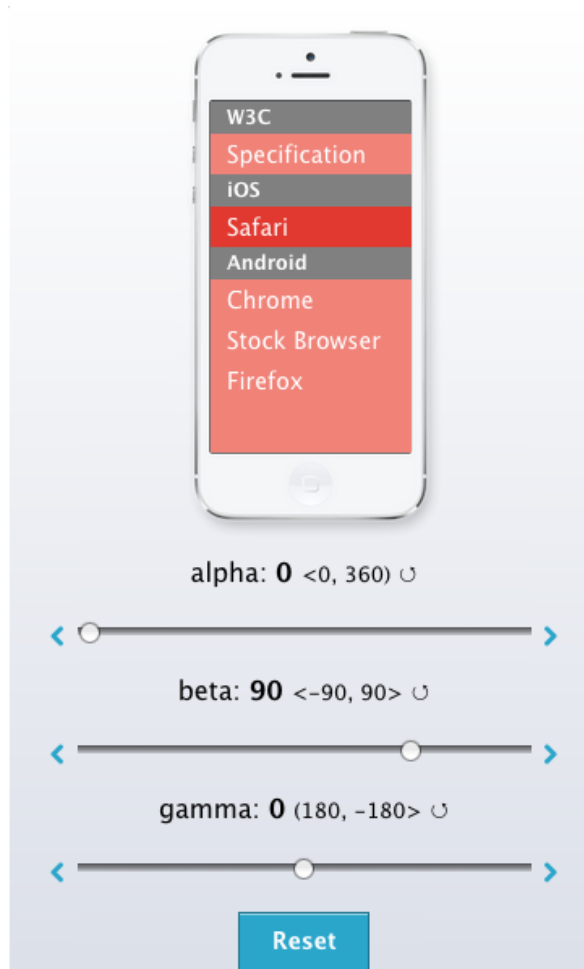 W3C
Specification
iOS
Safari
Android
Chrome
Stock Browser
Firefox
alpha: 0 <0, 360) ↺
beta: 90 <-90, 90> ↺
gamma: 0 (180, -180> ↺
Reset